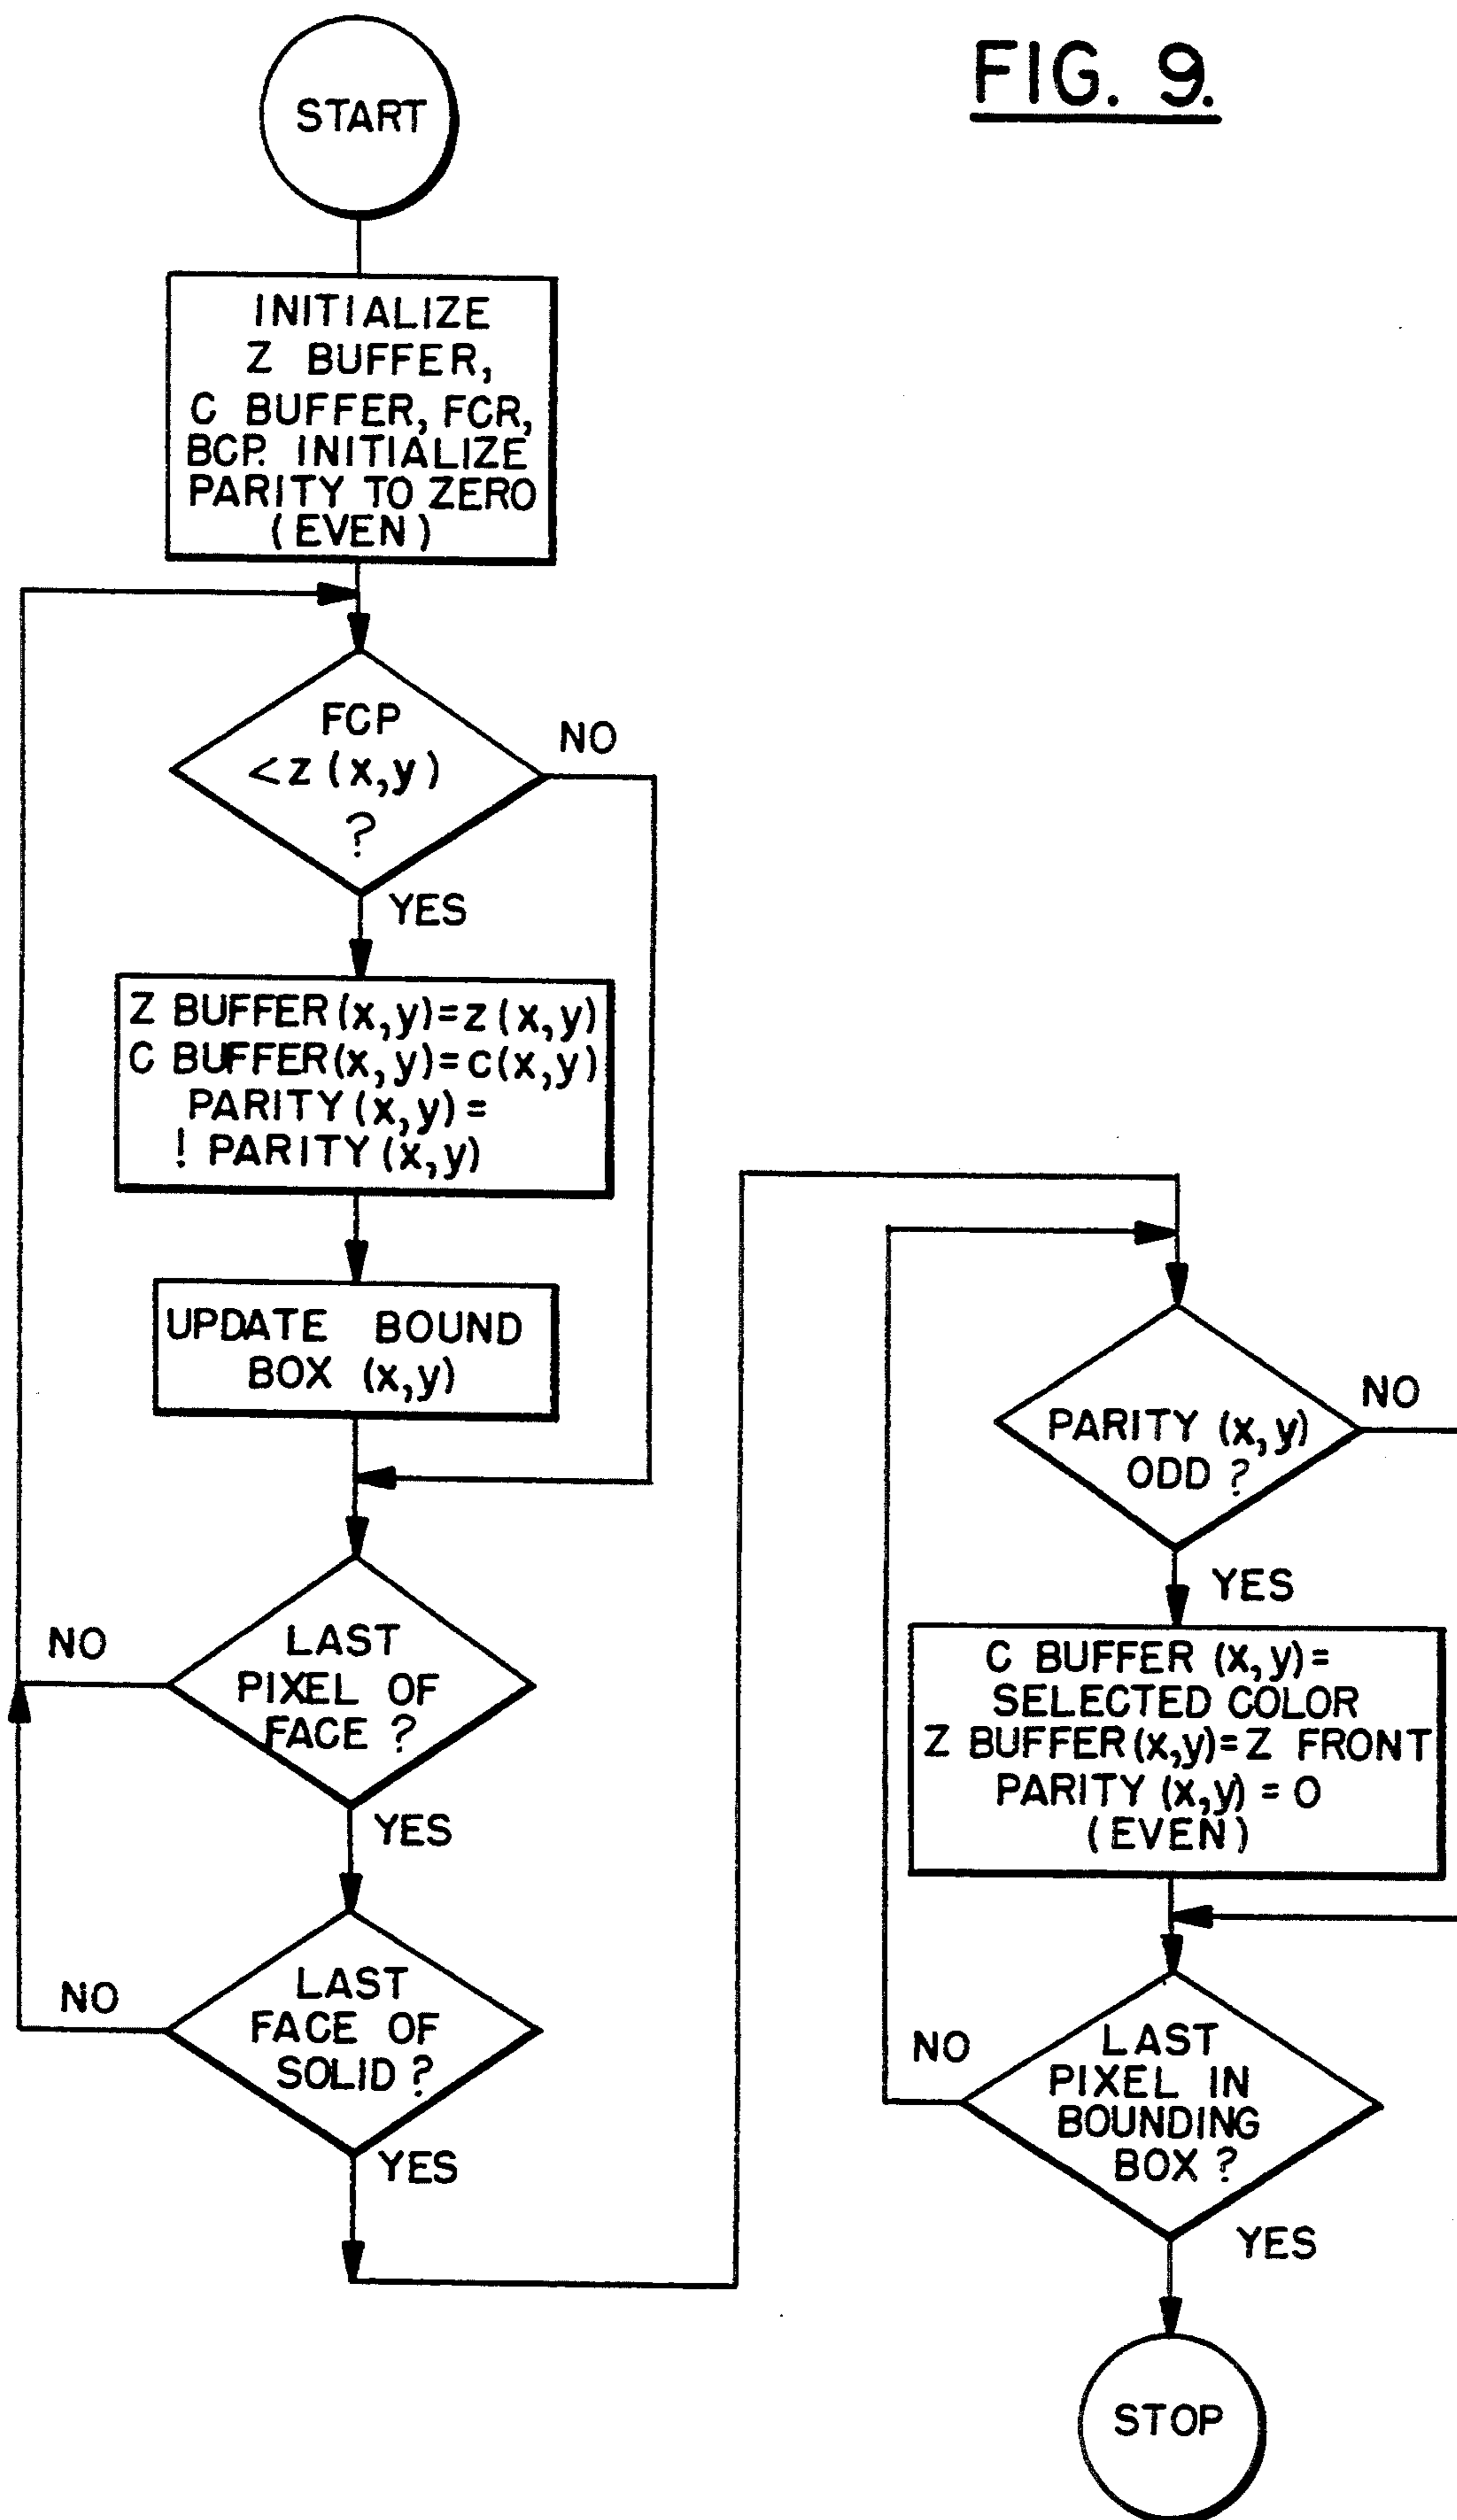 FIG. 9.
START
INITIALIZE
Z BUFFER,
C BUFFER, FCR,
BCP. INITIALIZE
PARITY TO ZERO
(EVEN)
FCP
< z (x,y)
?
NO
YES
Z BUFFER(x,y)=z(x,y)
C BUFFER(x,y)=c(x,y)
PARITY(x,y)=
! PARITY(x,y)
UPDATE BOUND
BOX (x,y)
LAST
PIXEL OF
FACE ?
NO
YES
LAST
FACE OF
SOLID ?
NO
YES
PARITY (x,y)
ODD ?
NO
YES
C BUFFER (x,y)=
SELECTED COLOR
Z BUFFER(x,y)=Z FRONT
PARITY (x,y) = O
(EVEN)
LAST
PIXEL IN
BOUNDING
BOX ?
NO
YES
STOP